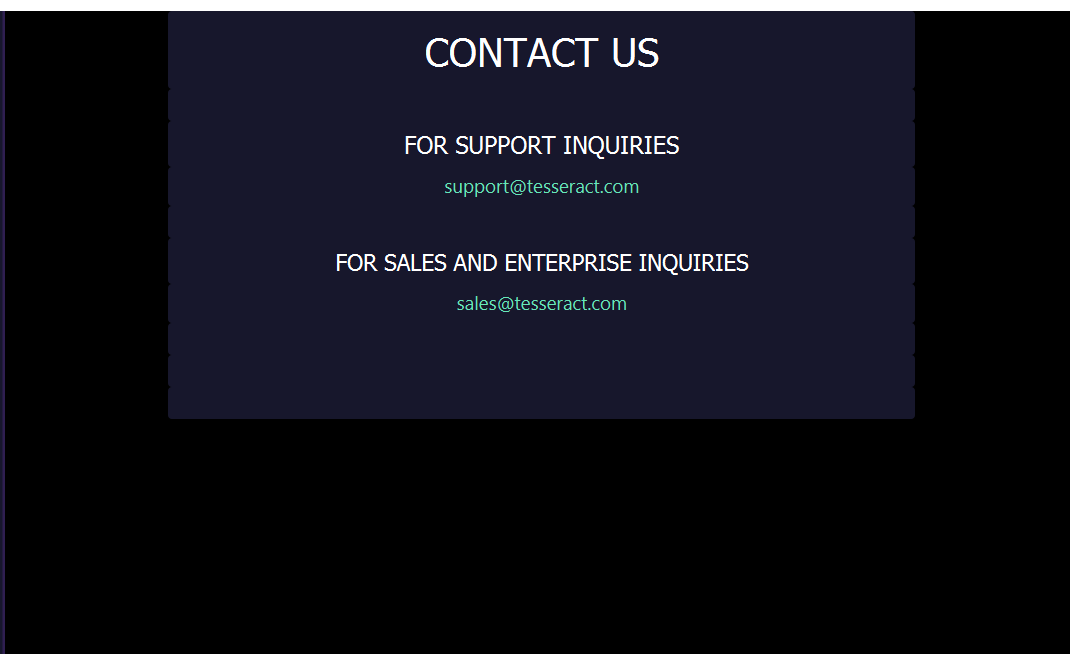 CONTACT US
FOR SUPPORT INQUIRIES
support@tesseract.com
FOR SALES AND ENTERPRISE INQUIRIES
sales@tesseract.com